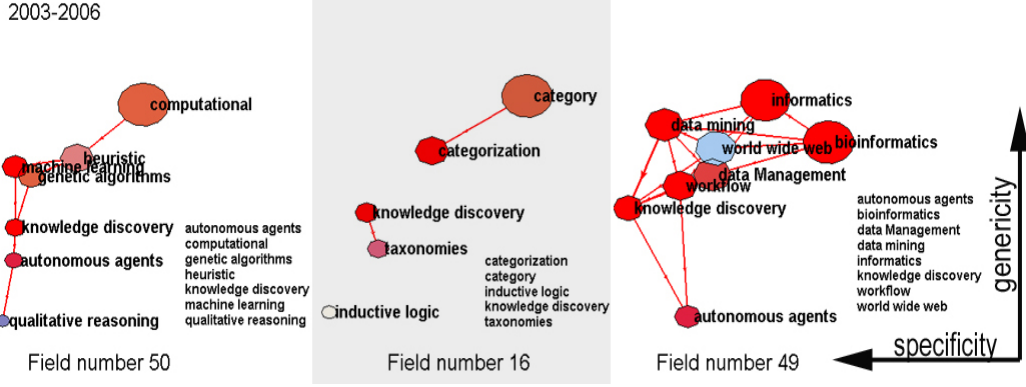 2003-2006
computational
heuristic
machine learning
genetic algorithms
knowledge discovery
autonomous agents
qualitative reasoning
autonomous agents
computational
genetic algorithms
heuristic
knowledge discovery
machine learning
qualitative reasoning
Field number 50
category
categorization
knowledge discovery
taxonomies
inductive logic
categorization
category
inductive logic
knowledge discovery
taxonomies
Field number 16
informatics
data mining
bioinformatics
world wide web
data Management
workflow
knowledge discovery
autonomous agents
autonomous agents
bioinformatics
data Management
data mining
informatics
knowledge discovery
workflow
world wide web
Field number 49
genericity
specificity